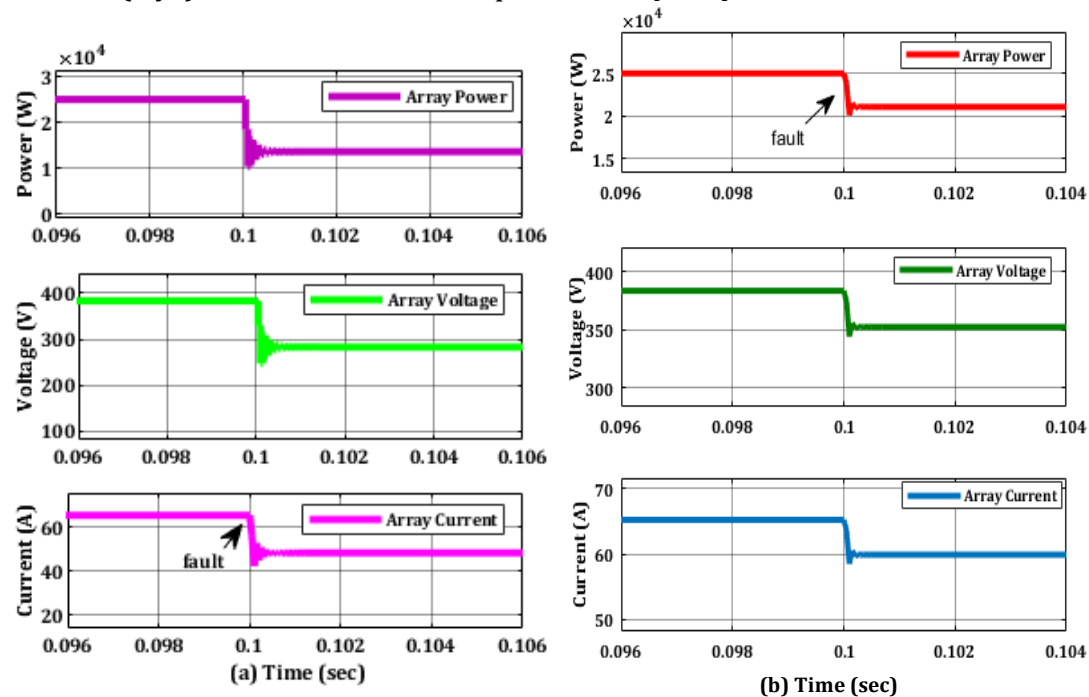 ×10⁴
3
2
1
0
Power (W)
Array Power
0.096 0.098 0.1 0.102 0.104 0.106
400
300
200
100
Voltage (V)
Array Voltage
0.096 0.098 0.1 0.102 0.104 0.106
60
40
20
Current (A)
Array Current
fault
0.096 0.098 0.1 0.102 0.104 0.106
(a) Time (sec)
×10⁴
2.5
2
1.5
Power (W)
Array Power
fault
0.096 0.098 0.1 0.102 0.104
400
350
300
Voltage (V)
Array Voltage
0.096 0.098 0.1 0.102 0.104
70
60
50
Current (A)
Array Current
0.096 0.098 0.1 0.102 0.104
(b) Time (sec)